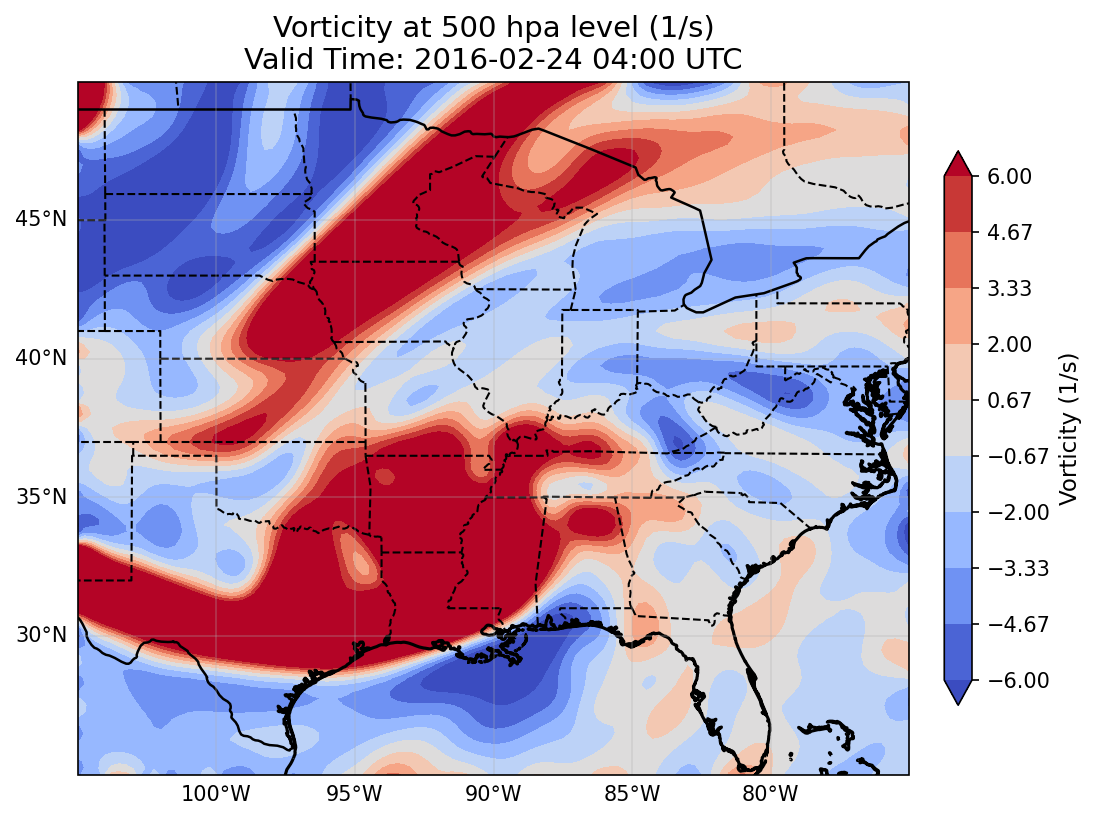 Vorticity at 500 hpa level (1/s)
Valid Time: 2016-02-24 04:00 UTC
45°N
40°N
35°N
30°N
100°W
95°W
90°W
85°W
80°W
6.00
4.67
3.33
2.00
0.67
−0.67
−2.00
−3.33
−4.67
−6.00
Vorticity (1/s)